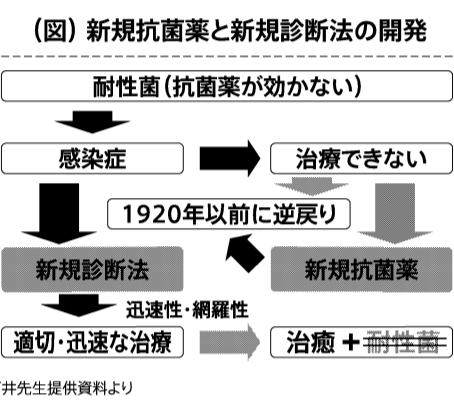 (図) 新規抗菌薬と新規診断法の開発
耐性菌(抗菌薬が効かない)
感染症
治療できない
1920年以前に逆戻り
新規診断法
新規抗菌薬
迅速性・網羅性
適切・迅速な治療
治癒+耐性菌
井先生提供資料より